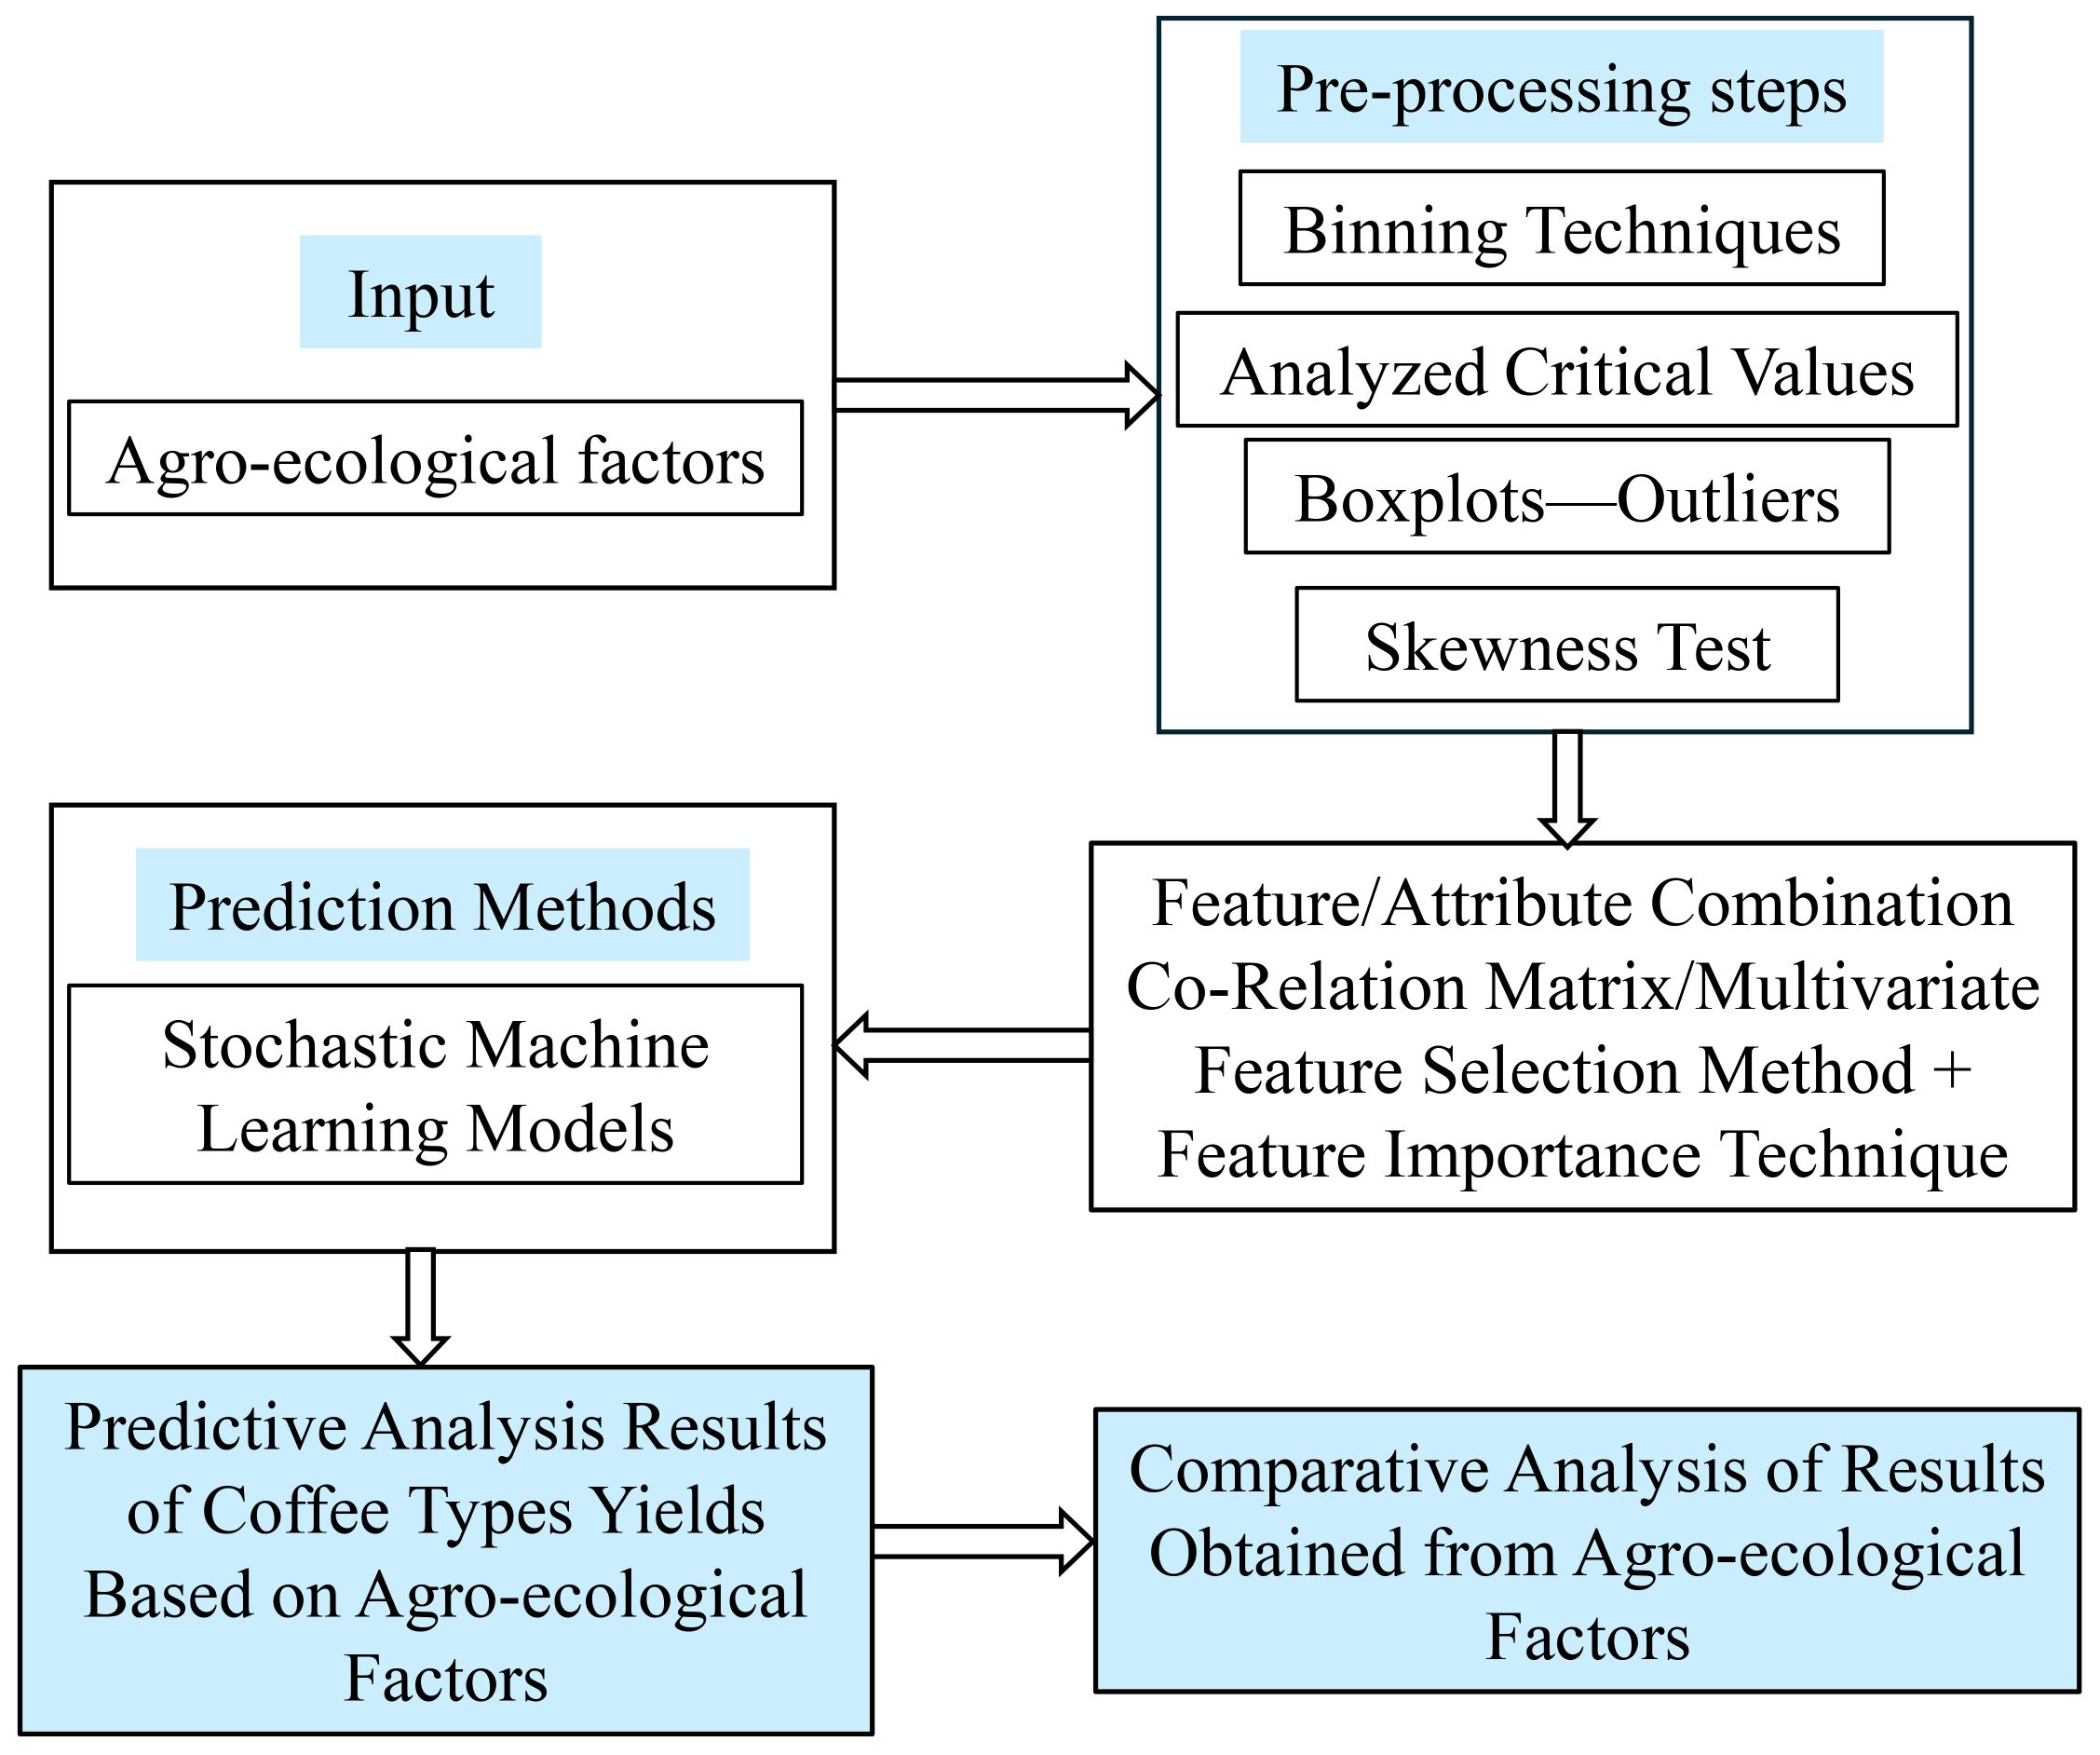 Input
Agro-ecological factors
Pre-processing steps
Binning Techniques
Analyzed Critical Values
Boxplots—Outliers
Skewness Test
Feature/Attribute Combination
Co-Relation Matrix/Multivariate
Feature Selection Method +
Feature Importance Technique
Prediction Methods
Stochastic Machine
Learning Models
Predictive Analysis Results
of Coffee Types Yields
Based on Agro-ecological
Factors
Comparative Analysis of Results
Obtained from Agro-ecological
Factors